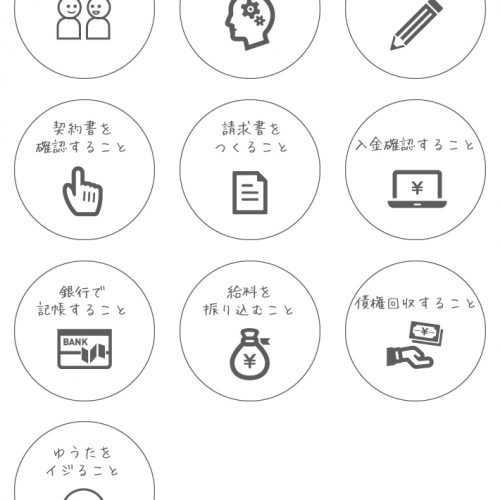 契約書を
確認すること
請求書を
つくること
入金確認すること
¥
銀行で
記帳すること
BANK
給料を
振り込むこと
¥
債権回収すること
¥
ゆうたを
イジること